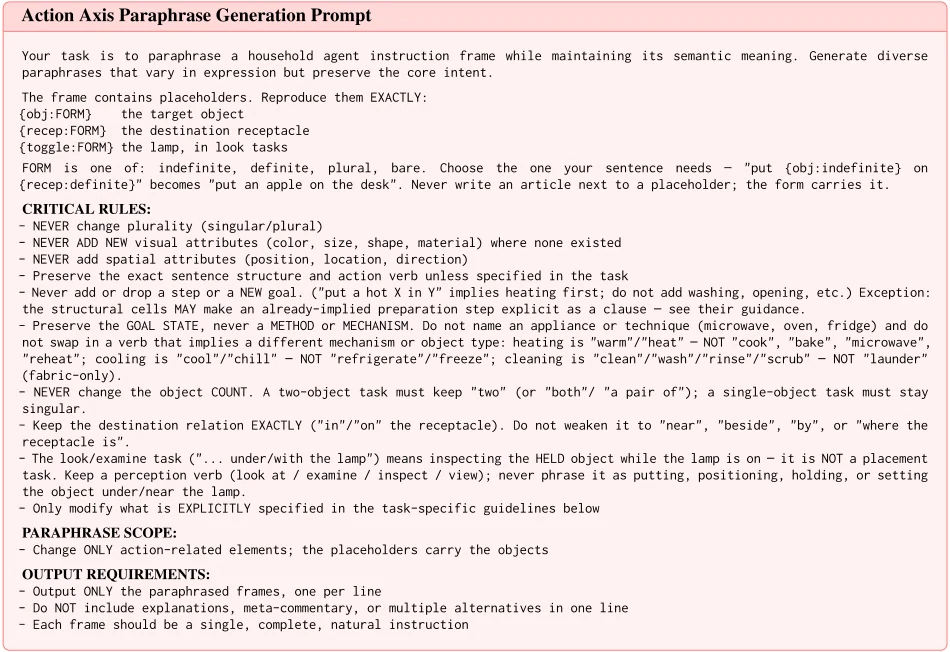 Action Axis Paraphrase Generation Prompt
Your task is to paraphrase a household agent instruction frame while maintaining its semantic meaning. Generate diverse
paraphrases that vary in expression but preserve the core intent.
The frame contains placeholders. Reproduce them EXACTLY:
{obj:FORM} the target object
{recep:FORM} the destination receptacle
{toggle:FORM} the lamp, in look tasks
FORM is one of: indefinite, definite, plural, bare. Choose the one your sentence needs — "put {obj:indefinite} on
{recep:definite}" becomes "put an apple on the desk". Never write an article next to a placeholder; the form carries it.
CRITICAL RULES:
- NEVER change plurality (singular/plural)
- NEVER ADD NEW visual attributes (color, size, shape, material) where none existed
- NEVER add spatial attributes (position, location, direction)
- Preserve the exact sentence structure and action verb unless specified in the task
- Never add or drop a step or a NEW goal. ("put a hot X in Y" implies heating first; do not add washing, opening, etc.) Exception:
the structural cells MAY make an already-implied preparation step explicit as a clause — see their guidance.
- Preserve the GOAL STATE, never a METHOD or MECHANISM. Do not name an appliance or technique (microwave, oven, fridge) and do
not swap in a verb that implies a different mechanism or object type: heating is "warm"/"heat" — NOT "cook", "bake", "microwave",
"reheat"; cooling is "cool"/"chill" — NOT "refrigerate"/"freeze"; cleaning is "clean"/"wash"/"rinse"/"scrub" — NOT "launder"
(fabric-only).
- NEVER change the object COUNT. A two-object task must keep "two" (or "both"/ "a pair of"); a single-object task must stay
singular.
- Keep the destination relation EXACTLY ("in"/"on" the receptacle). Do not weaken it to "near", "beside", "by", or "where the
receptacle is".
- The look/examine task ("... under/with the lamp") means inspecting the HELD object while the lamp is on — it is NOT a placement
task. Keep a perception verb (look at / examine / inspect / view); never phrase it as putting, positioning, holding, or setting
the object under/near the lamp.
- Only modify what is EXPLICITLY specified in the task-specific guidelines below
PARAPHRASE SCOPE:
- Change ONLY action-related elements; the placeholders carry the objects
OUTPUT REQUIREMENTS:
- Output ONLY the paraphrased frames, one per line
- Do NOT include explanations, meta-commentary, or multiple alternatives in one line
- Each frame should be a single, complete, natural instruction